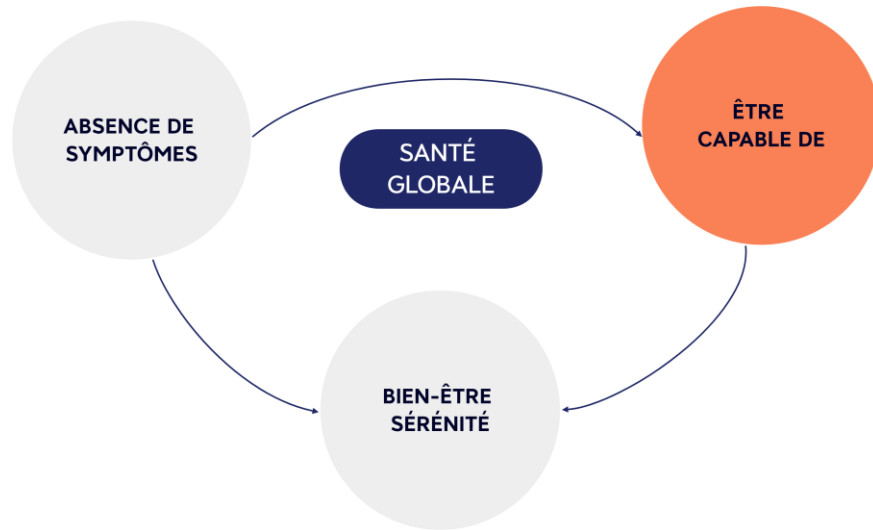 ABSENCE DE
SYMPTÔMES
SANTÉ
GLOBALE
ÊTRE
CAPABLE DE
BIEN-ÊTRE
SÉRÉNITÉ